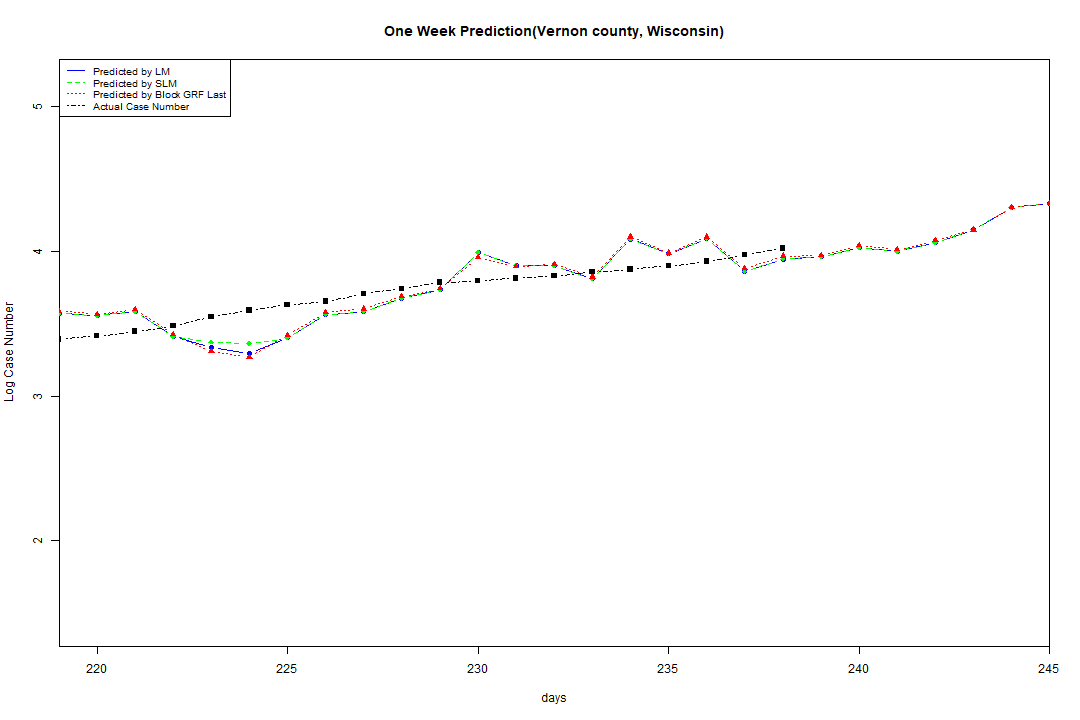 One Week Prediction(Vernon county, Wisconsin)
Predicted by LM
Predicted by SLM
Predicted by Block GRF Last
Actual Case Number
5
4
3
2
Log Case Number
220 225 230 235 240 245
days